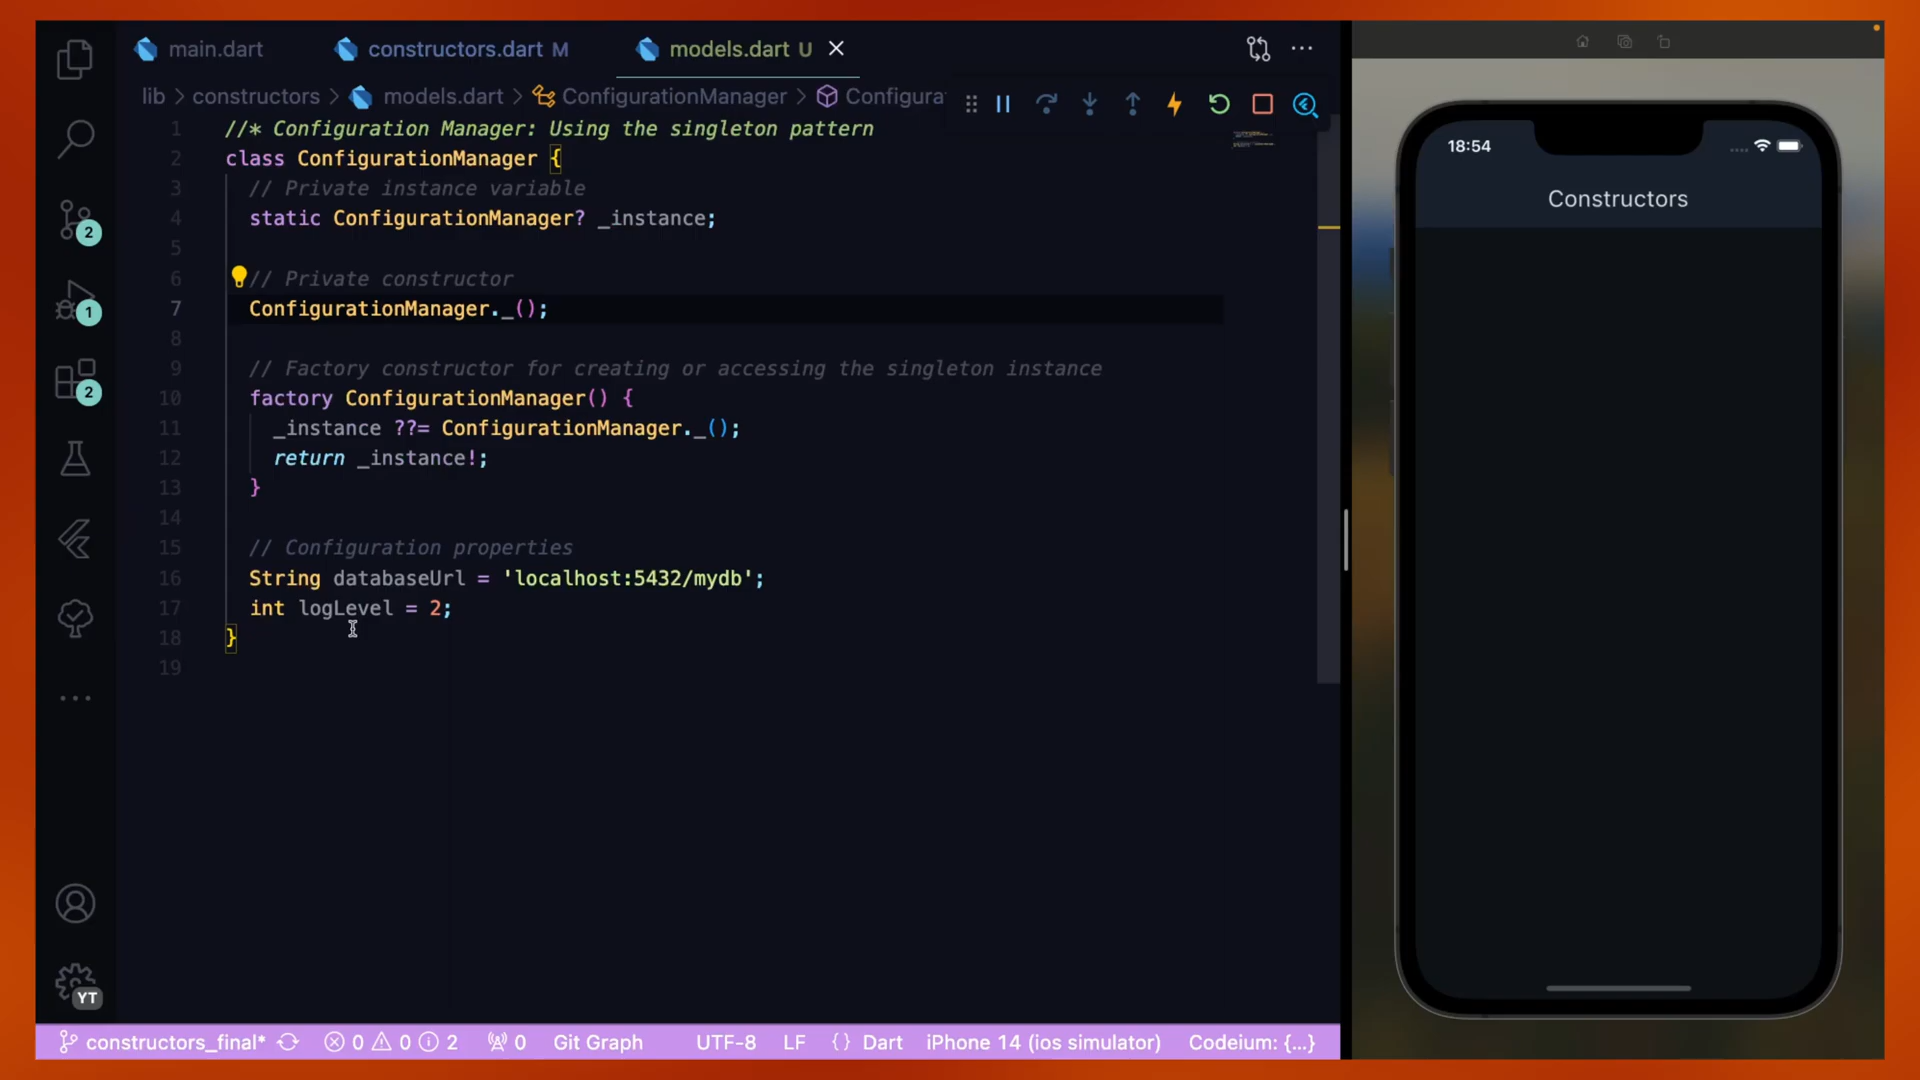 main.dart
constructors.dart M
models.dart U
lib > constructors > models.dart > ConfigurationManager > Configura
1 //* Configuration Manager: Using the singleton pattern
2 class ConfigurationManager {
3 // Private instance variable
4 static ConfigurationManager? _instance;
5
6 // Private constructor
7 ConfigurationManager._();
8
9 // Factory constructor for creating or accessing the singleton instance
10 factory ConfigurationManager() {
11 _instance ??= ConfigurationManager._();
12 return _instance!;
13 }
14
15 // Configuration properties
16 String databaseUrl = 'localhost:5432/mydb';
17 int logLevel = 2;
18 }
19
2
1
2
YT
constructors_final* 0 0 2 0 Git Graph UTF-8 LF {} Dart iPhone 14 (ios simulator) Codeium: {...}
18:54
Constructors